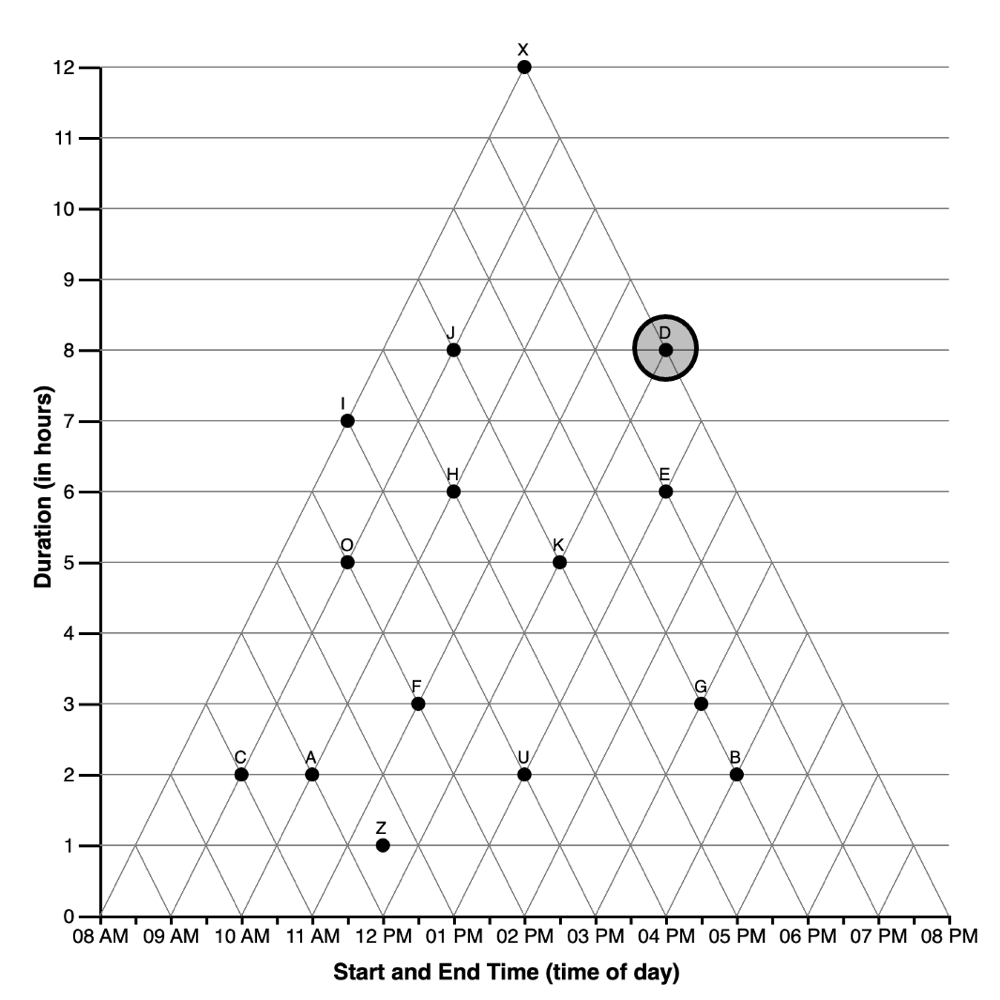 X
12
11
10
9
J
D
8
I
7
H
E
6
O
K
5
4
F
G
3
C
A
U
B
2
Z
1
0
08 AM 09 AM 10 AM 11 AM 12 PM 01 PM 02 PM 03 PM 04 PM 05 PM 06 PM 07 PM 08 PM
Start and End Time (time of day)
Duration (in hours)